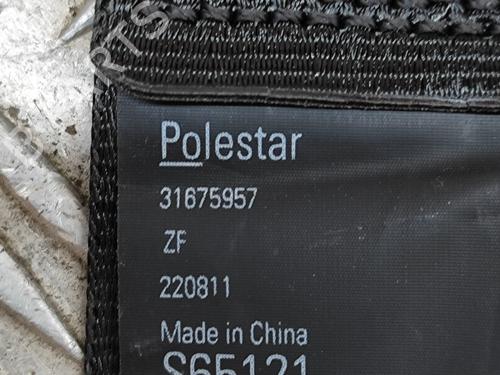 Polestar
31675957
ZF
220811
Made in China
S65121